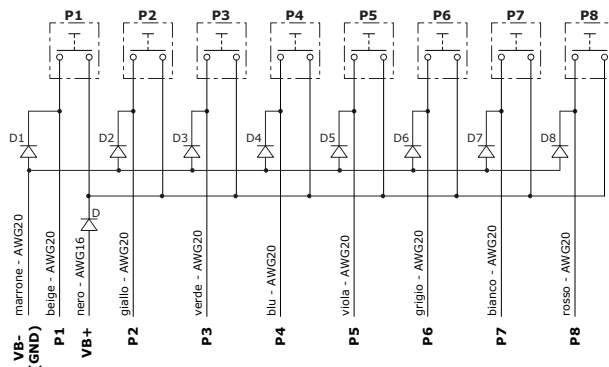 P1 P2 P3 P4 P5 P6 P7 P8
D1 D2 D3 D4 D5 D6 D7 D8
D
marrone - AWG20
beige - AWG20
nero - AWG16
giallo - AWG20
verde - AWG20
blu - AWG20
viola - AWG20
grigio - AWG20
bianco - AWG20
rosso - AWG20
VB-
(GND)
P1
VB+
P2
P3
P4
P5
P6
P7
P8